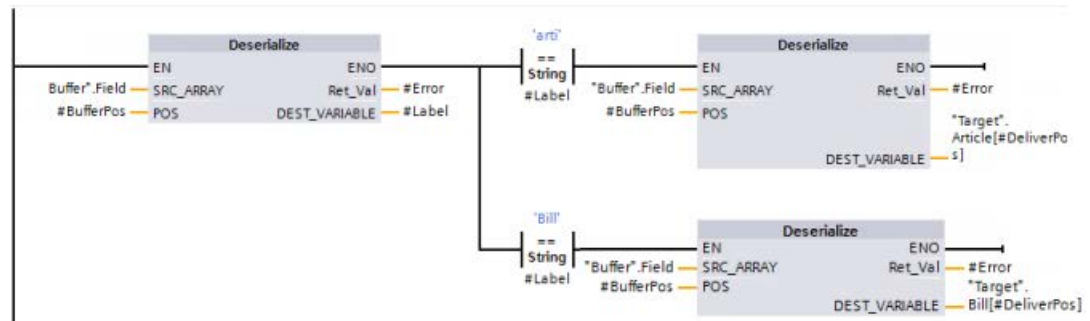 Deserialize
EN
ENO
Buffer".Field
SRC_ARRAY
Ret_Val
#Error
#BufferPos
POS
DEST_VARIABLE
#Label
'arti'
==
String
#Label
Deserialize
EN
ENO
"Buffer".Field
SRC_ARRAY
Ret_Val
#Error
#BufferPos
POS
"Target".
Article[#DeliverPo
s]
DEST_VARIABLE
'Bill'
==
String
#Label
Deserialize
EN
ENO
"Buffer".Field
SRC_ARRAY
Ret_Val
#Error
#BufferPos
POS
"Target".
Bill[#DeliverPos]
DEST_VARIABLE